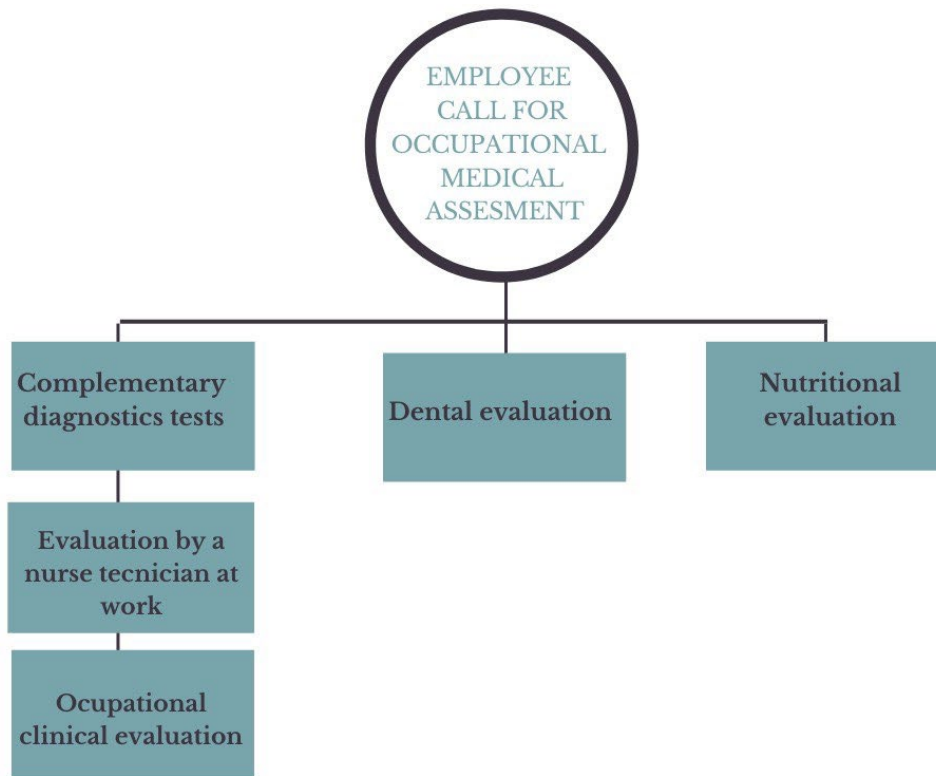 EMPLOYEE
CALL FOR
OCCUPATIONAL
MEDICAL
ASSESMENT
Complementary
diagnostics tests
Dental evaluation
Nutritional
evaluation
Evaluation by a
nurse tecnician at
work
Ocupational
clinical evaluation